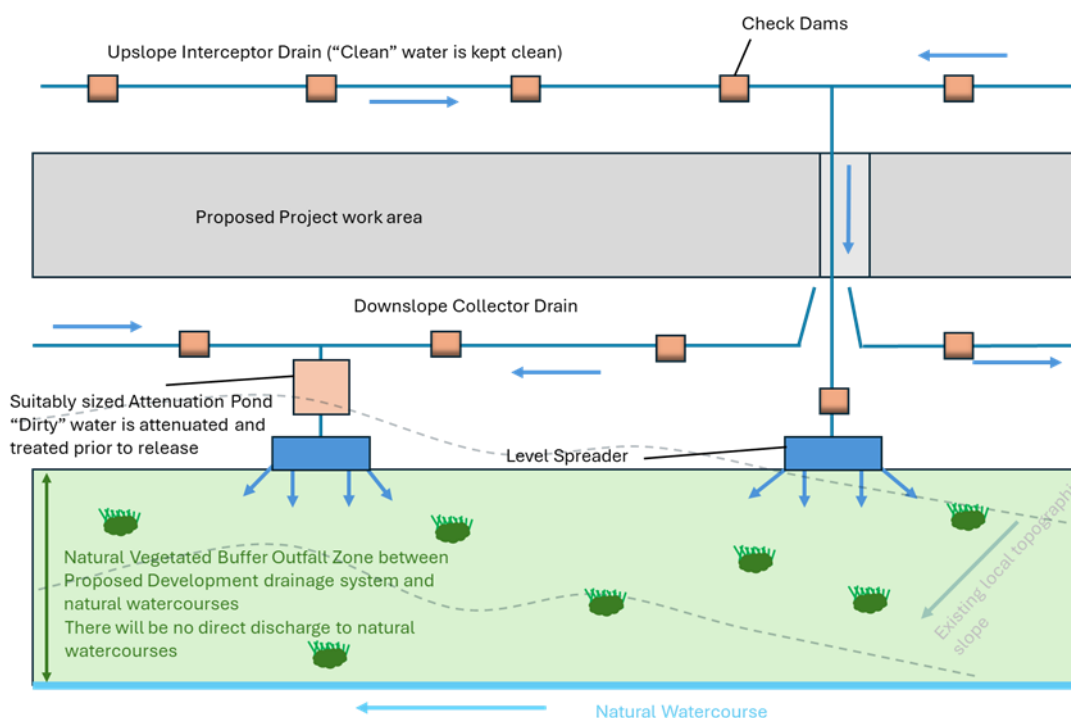 Check Dams
Upslope Interceptor Drain (“Clean” water is kept clean)
Proposed Project work area
Downslope Collector Drain
Suitably sized Attenuation Pond
“Dirty” water is attenuated and
treated prior to release
Level Spreader
Natural Vegetated Buffer Outfalt Zone between
Proposed Development drainage system and
natural watercourses
There will be no direct discharge to natural
watercourses
Existing local topographic
slope
Natural Watercourse